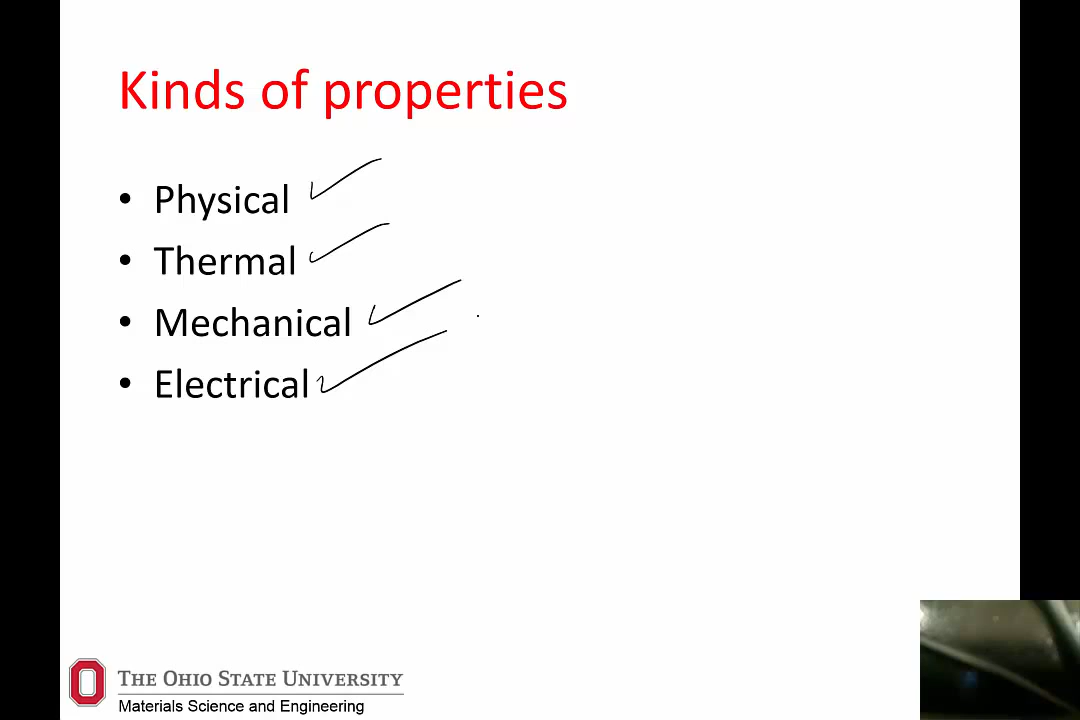 Kinds of properties
• Physical
• Thermal
• Mechanical
• Electrical
THE OHIO STATE UNIVERSITY
Materials Science and Engineering